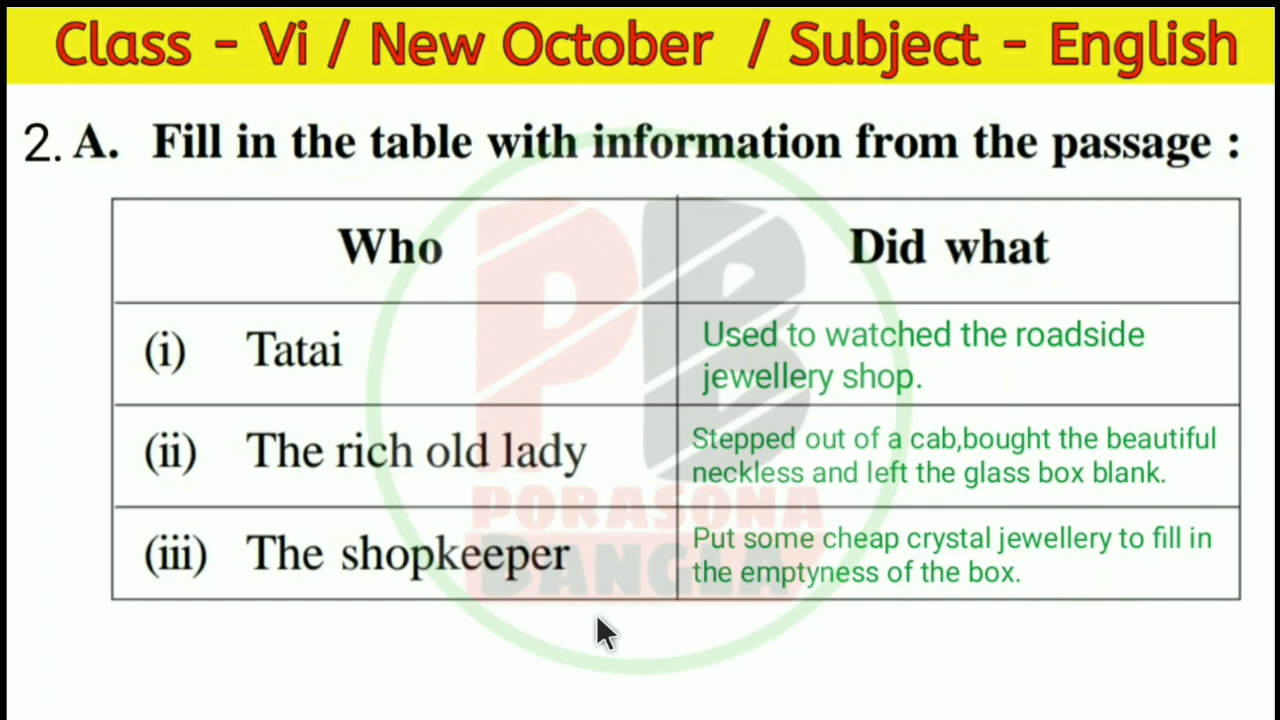 Class - Vi / New October / Subject - English
2. A. Fill in the table with information from the passage :
Who Did what
(i) Tatai
Used to watched the roadside
jewellery shop.
(ii) The rich old lady
Stepped out of a cab,bought the beautiful
neckless and left the glass box blank.
(iii) The shopkeeper
Put some cheap crystal jewellery to fill in
the emptyness of the box.
PB
PORASONA
BANGLA